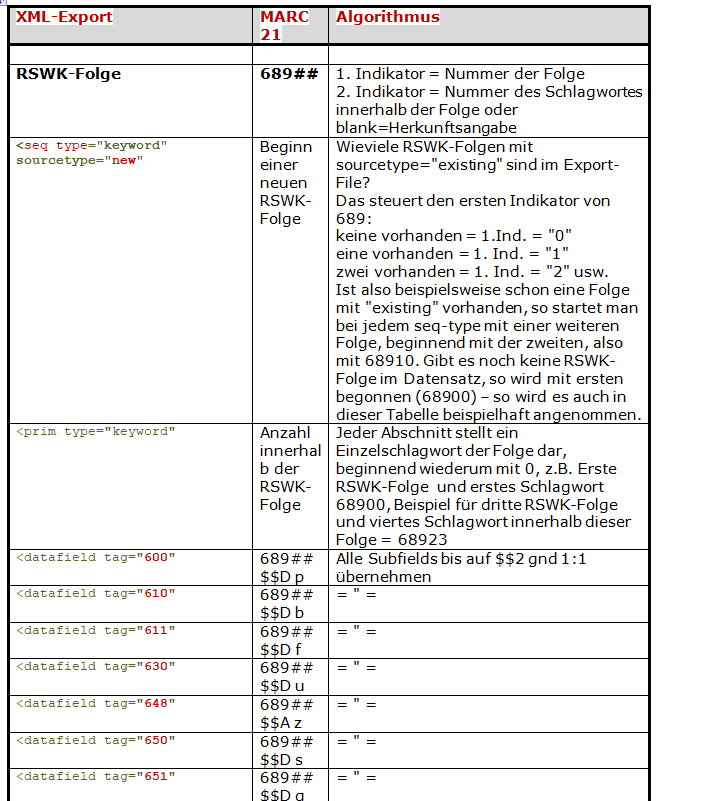 XML-Export
MARC
21
Algorithmus
RSWK-Folge
689##
1. Indikator = Nummer der Folge
2. Indikator = Nummer des Schlagwortes
innerhalb der Folge oder
blank=Herkunftsangabe
<seq type="keyword"
sourcetype="new"
Beginn
einer
neuen
RSWK-
Folge
Wieviele RSWK-Folgen mit
sourcetype="existing" sind im Export-
File?
Das steuert den ersten Indikator von
689:
keine vorhanden = 1.Ind. = "0"
eine vorhanden = 1. Ind. = "1"
zwei vorhanden = 1. Ind. = "2" usw.
Ist also beispielsweise schon eine Folge
mit "existing" vorhanden, so startet man
bei jedem seq-type mit einer weiteren
Folge, beginnend mit der zweiten, also
mit 68910. Gibt es noch keine RSWK-
Folge im Datensatz, so wird mit ersten
begonnen (68900) – so wird es auch in
dieser Tabelle beispielhaft angenommen.
<prim type="keyword"
Anzahl
innerhal
b der
RSWK-
Folge
Jeder Abschnitt stellt ein
Einzelschlagwort der Folge dar,
beginnend wiederum mit 0, z.B. Erste
RSWK-Folge und erstes Schlagwort
68900, Beispiel für dritte RSWK-Folge
und viertes Schlagwort innerhalb dieser
Folge = 68923
<datafield tag="600"
689##
$$D p
Alle Subfields bis auf $$2 gnd 1:1
übernehmen
<datafield tag="610"
689##
$$D b
= " =
<datafield tag="611"
689##
$$D f
= " =
<datafield tag="630"
689##
$$D u
= " =
<datafield tag="648"
689##
$$A z
= " =
<datafield tag="650"
689##
$$D s
= " =
<datafield tag="651"
689##
$$D g
= " =